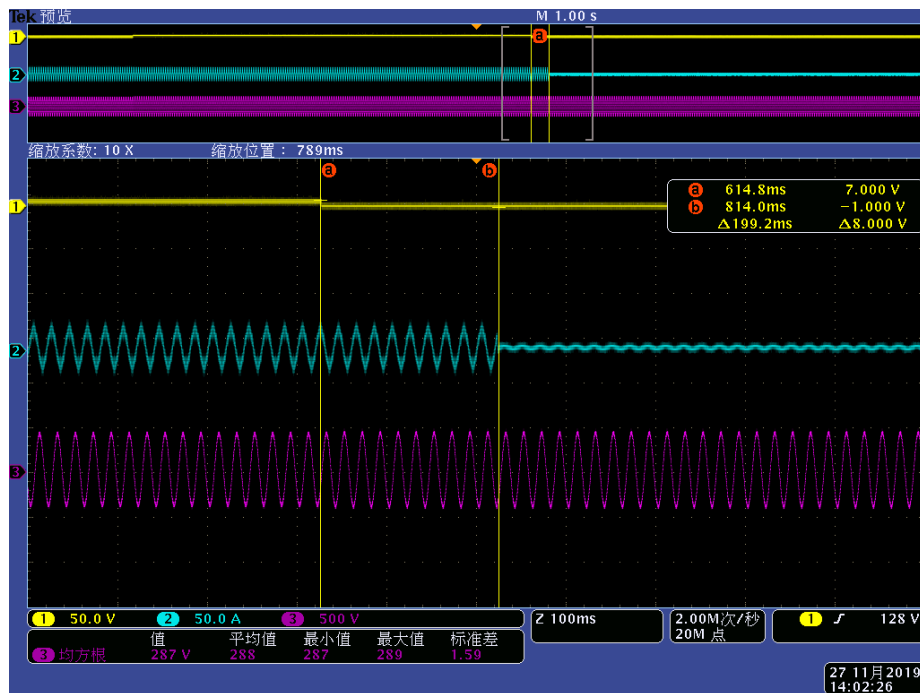 Tek 预览 M 1.00 s
1
a
2
3
缩放系数: 10 X 缩放位置: 789ms
a b
a 614.8ms 7.000 V
b 814.0ms −1.000 V
Δ199.2ms Δ8.000 V
1
2
3
1 50.0 V 2 50.0 A 3 500 V
Z 100ms
2.00M次/秒
20M 点
1 128 V
值 平均值 最小值 最大值 标准差
3 均方根 287 V 288 287 289 1.59
27 11月2019
14:02:26